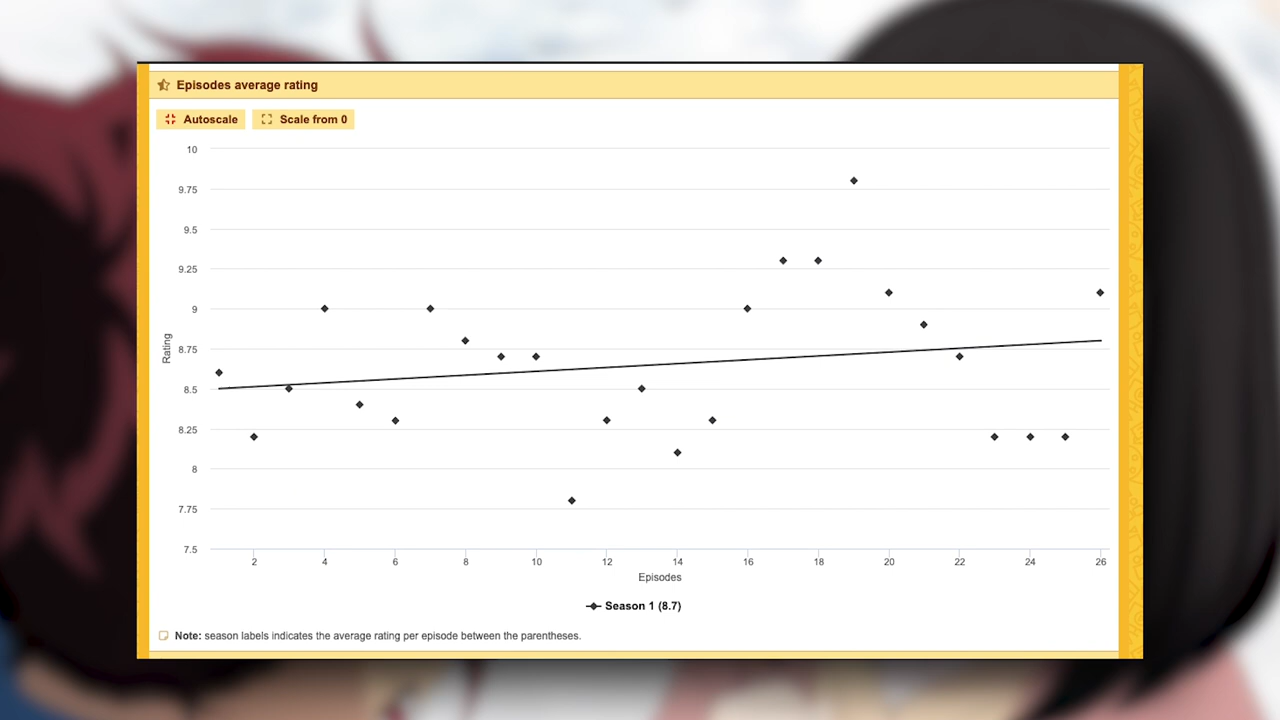 Episodes average rating
Autoscale
Scale from 0
10
9.75
9.5
9.25
9
8.75
8.5
8.25
8
7.75
7.5
Rating
2 4 6 8 10 12 14 16 18 20 22 24 26
Episodes
Season 1 (8.7)
Note: season labels indicates the average rating per episode between the parentheses.